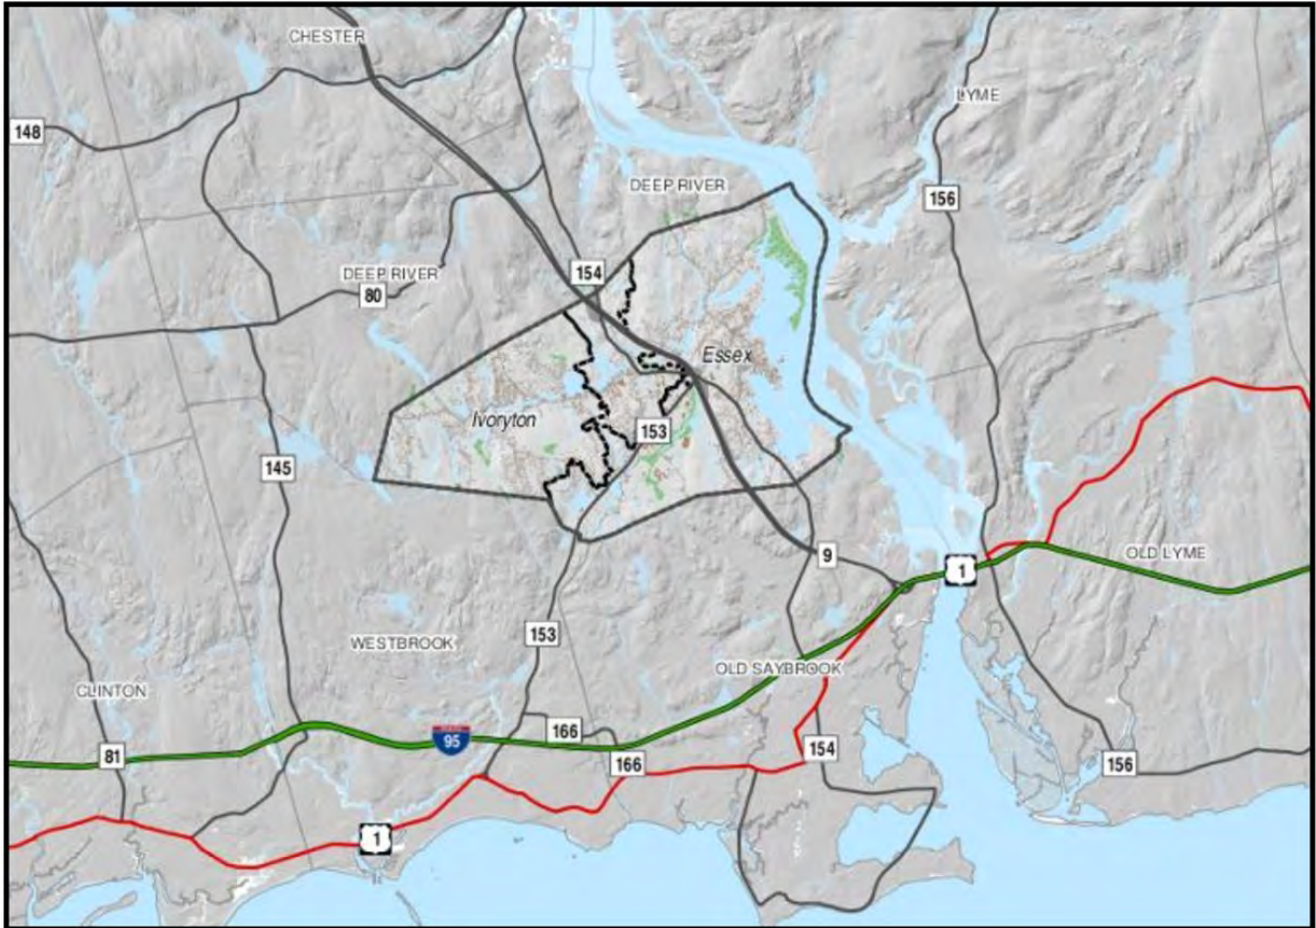 CHESTER
LYME
148
DEEP RIVER
156
DEEP RIVER
154
80
Essex
Ivoryton
153
145
9
OLD LYME
1
153
WESTBROOK
OLD SAYBROOK
CLINTON
166
95
154
81
166
156
1